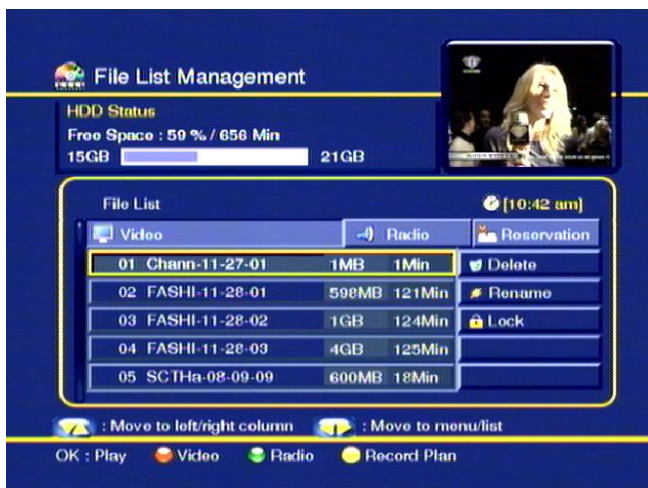 File List Management
HDD Status
Free Space : 59 % / 656 Min
15GB 21GB
File List [10:42 am]
Video Radio Reservation
01 Chann-11-27-01 1MB 1Min Delete
02 FASHI-11-28-01 598MB 121Min Rename
03 FASHI-11-28-02 1GB 124Min Lock
04 FASHI-11-28-03 4GB 125Min
05 SCTHa-08-09-09 600MB 18Min
: Move to left/right column : Move to menu/list
OK : Play Video Radio Record Plan